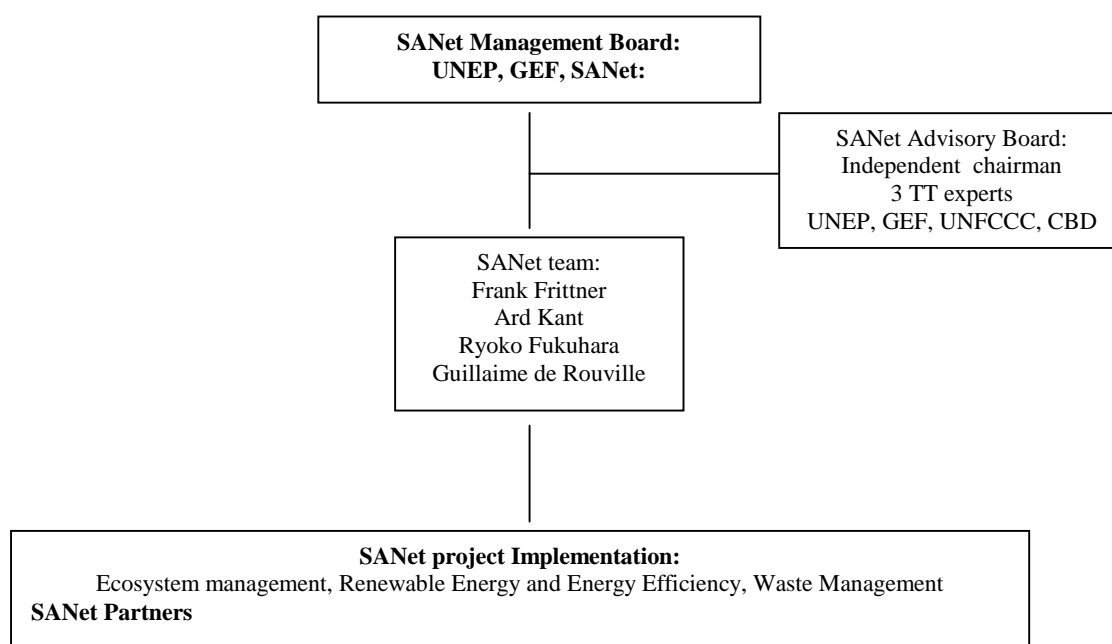 SANet Management Board:
UNEP, GEF, SANet:
SANet Advisory Board:
Independent chairman
3 TT experts
UNEP, GEF, UNFCCC, CBD
SANet team:
Frank Frittner
Ard Kant
Ryoko Fukuhara
Guillaime de Rouville
SANet project Implementation:
Ecosystem management, Renewable Energy and Energy Efficiency, Waste Management
SANet Partners